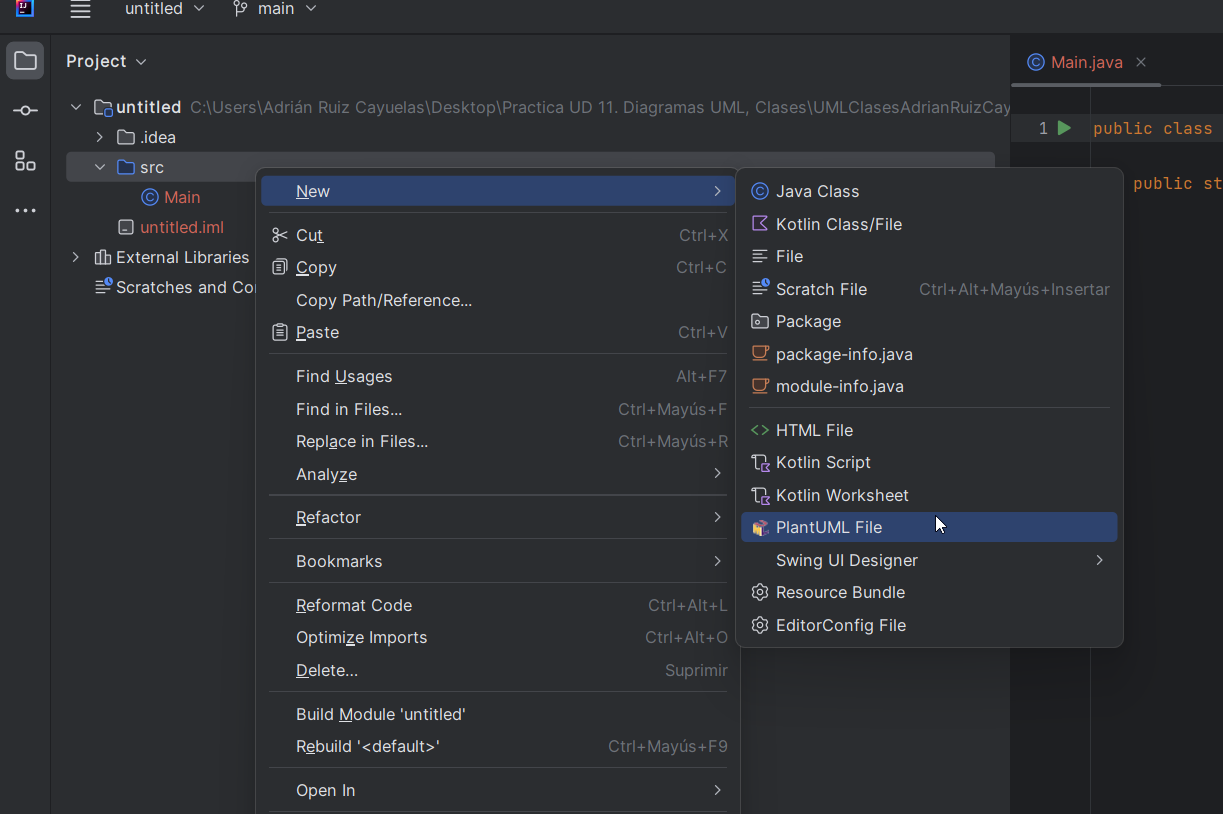 untitled main
Project
untitled C:\Users\Adrián Ruiz Cayuelas\Desktop\Practica UD 11. Diagramas UML, Clases\UMLClasesAdrianRuizCay
.idea
src
Main
untitled.iml
External Libraries
Scratches and Co
New
Cut Ctrl+X
Copy Ctrl+C
Copy Path/Reference...
Paste Ctrl+V
Find Usages Alt+F7
Find in Files... Ctrl+Mayús+F
Replace in Files... Ctrl+Mayús+R
Analyze
Refactor
Bookmarks
Reformat Code Ctrl+Alt+L
Optimize Imports Ctrl+Alt+O
Delete... Suprimir
Build Module 'untitled'
Rebuild '<default>' Ctrl+Mayús+F9
Open In
Java Class
Kotlin Class/File
File
Scratch File Ctrl+Alt+Mayús+Insertar
Package
package-info.java
module-info.java
HTML File
Kotlin Script
Kotlin Worksheet
PlantUML File
Swing UI Designer
Resource Bundle
EditorConfig File
Main.java
1 public class
public st